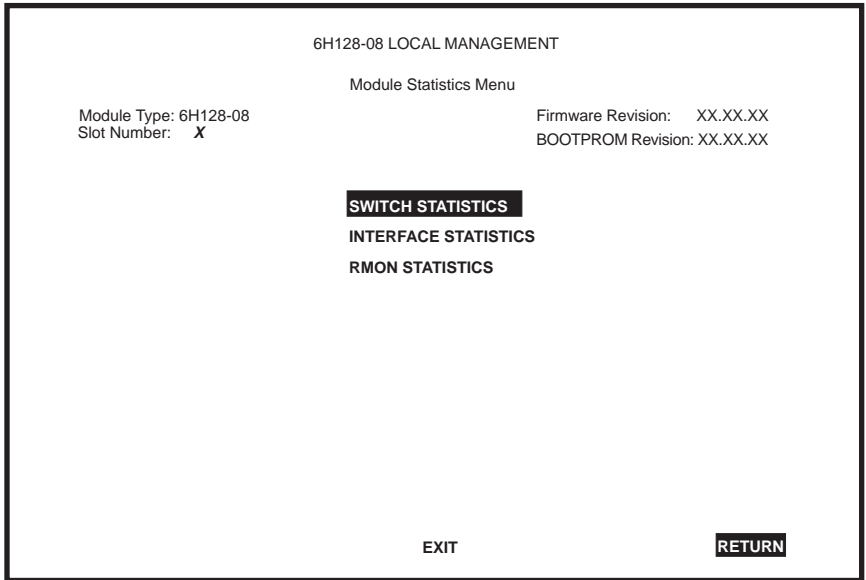 6H128-08 LOCAL MANAGEMENT
Module Statistics Menu
Module Type: 6H128-08 Firmware Revision: XX.XX.XX
Slot Number: X BOOTPROM Revision: XX.XX.XX
SWITCH STATISTICS
INTERFACE STATISTICS
RMON STATISTICS
EXIT RETURN